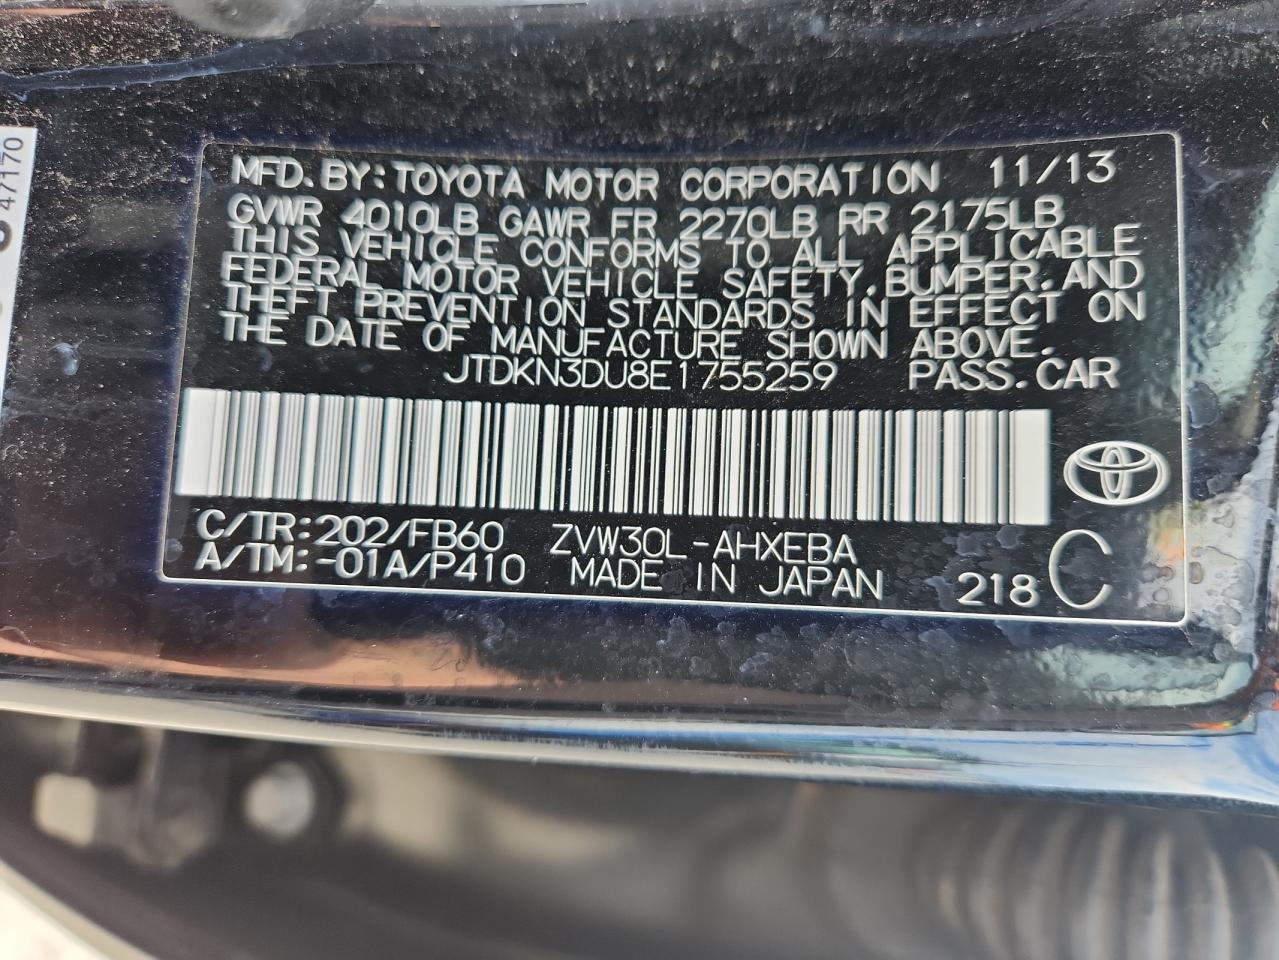 47170
MFD. BY: TOYOTA MOTOR CORPORATION 11/13
GVWR 4010LB GAWR FR 2270LB RR 2175LB
THIS VEHICLE CONFORMS TO ALL APPLICABLE
FEDERAL MOTOR VEHICLE SAFETY, BUMPER, AND
THEFT PREVENTION STANDARDS IN EFFECT ON
THE DATE OF MANUFACTURE SHOWN ABOVE.
JTDKN3DU8E1755259 PASS. CAR
C/TR: 202/FB60 ZVW30L-AHXEBA
A/TM: -01A/P410 MADE IN JAPAN 218 C